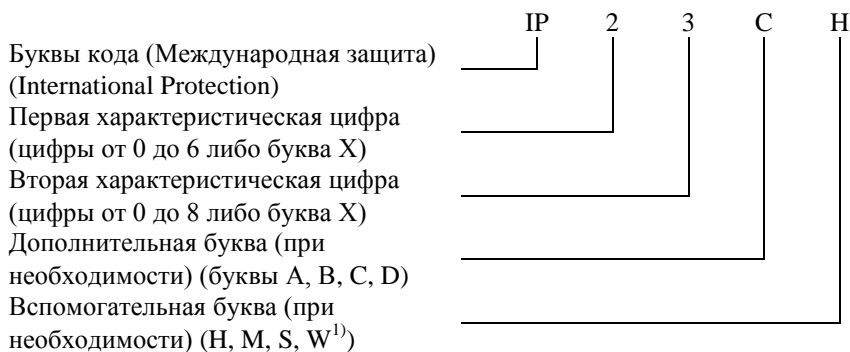 IP 2 3 C H
Буквы кода (Международная защита)
(International Protection)
Первая характеристическая цифра
(цифры от 0 до 6 либо буква X)
Вторая характеристическая цифра
(цифры от 0 до 8 либо буква X)
Дополнительная буква (при
необходимости) (буквы A, B, C, D)
Вспомогательная буква (при
необходимости) (H, M, S, W¹⁾)